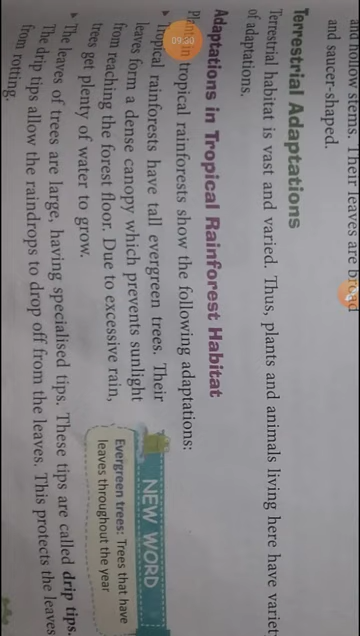 and hollow stems. Their leaves are broad
and saucer-shaped.
Terrestrial Adaptations
Terrestrial habitat is vast and varied. Thus, plants and animals living here have variet
of adaptations.
Adaptations in Tropical Rainforest Habitat
in tropical rainforests show the following adaptations:
Tropical rainforests have tall evergreen trees. Their
leaves form a dense canopy which prevents sunlight
from reaching the forest floor. Due to excessive rain,
trees get plenty of water to grow.
The leaves of trees are large, having specialised tips. These tips are called drip tips.
The drip tips allow the raindrops to drop off from the leaves. This protects the leaves
from rotting.
NEW WORD
Evergreen trees: Trees that have
leaves throughout the year